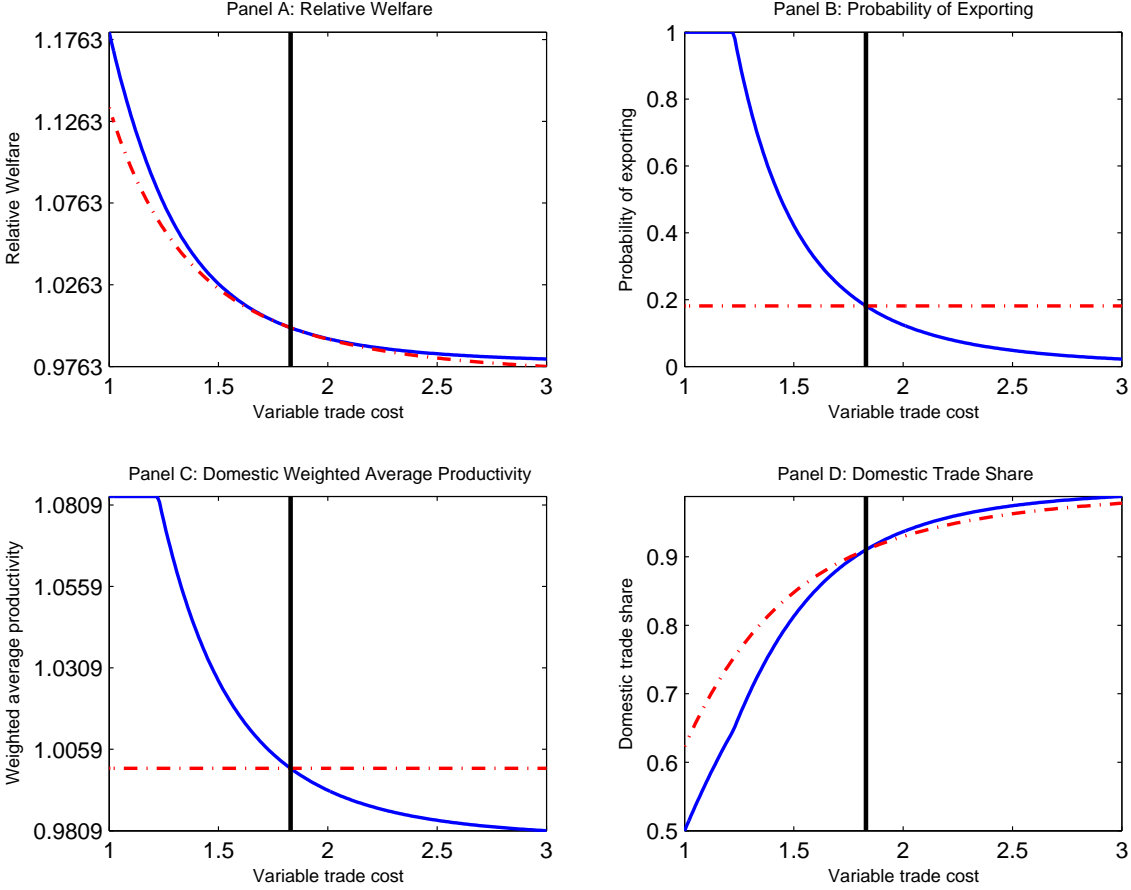 Panel A: Relative Welfare
Relative Welfare
1.1763
1.1263
1.0763
1.0263
0.9763
1 1.5 2 2.5 3
Variable trade cost
Panel B: Probability of Exporting
Probability of exporting
1
0.8
0.6
0.4
0.2
0
1 1.5 2 2.5 3
Variable trade cost
Panel C: Domestic Weighted Average Productivity
Weighted average productivity
1.0809
1.0559
1.0309
1.0059
0.9809
1 1.5 2 2.5 3
Variable trade cost
Panel D: Domestic Trade Share
Domestic trade share
0.9
0.8
0.7
0.6
0.5
1 1.5 2 2.5 3
Variable trade cost